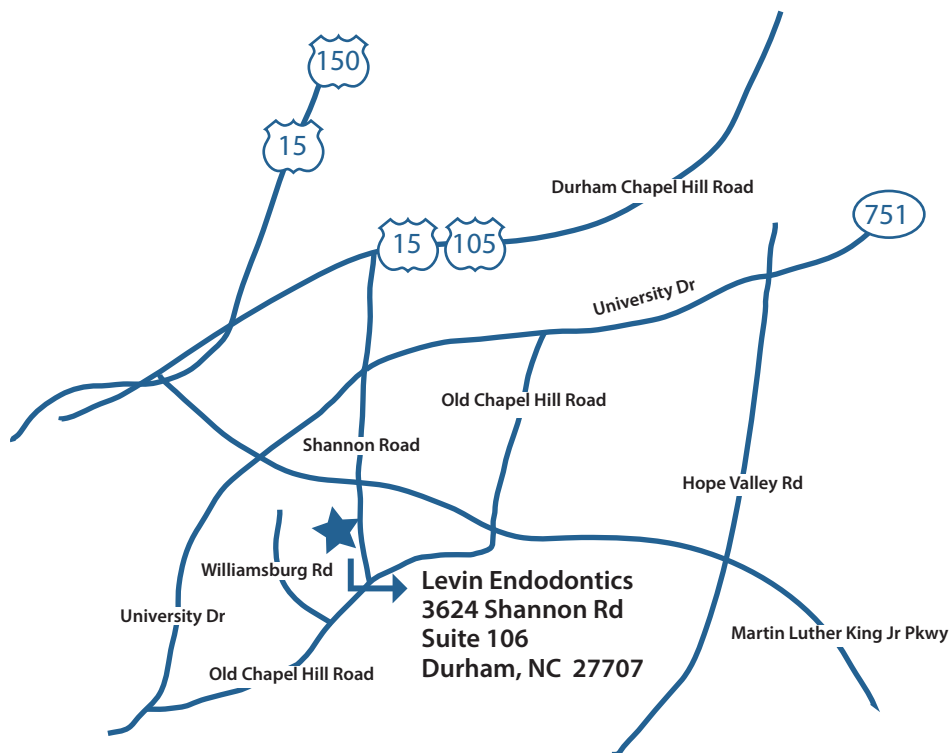 150
15
Durham Chapel Hill Road
751
15
105
University Dr
Old Chapel Hill Road
Shannon Road
Hope Valley Rd
Williamsburg Rd
Levin Endodontics
3624 Shannon Rd
Suite 106
Durham, NC 27707
University Dr
Martin Luther King Jr Pkwy
Old Chapel Hill Road